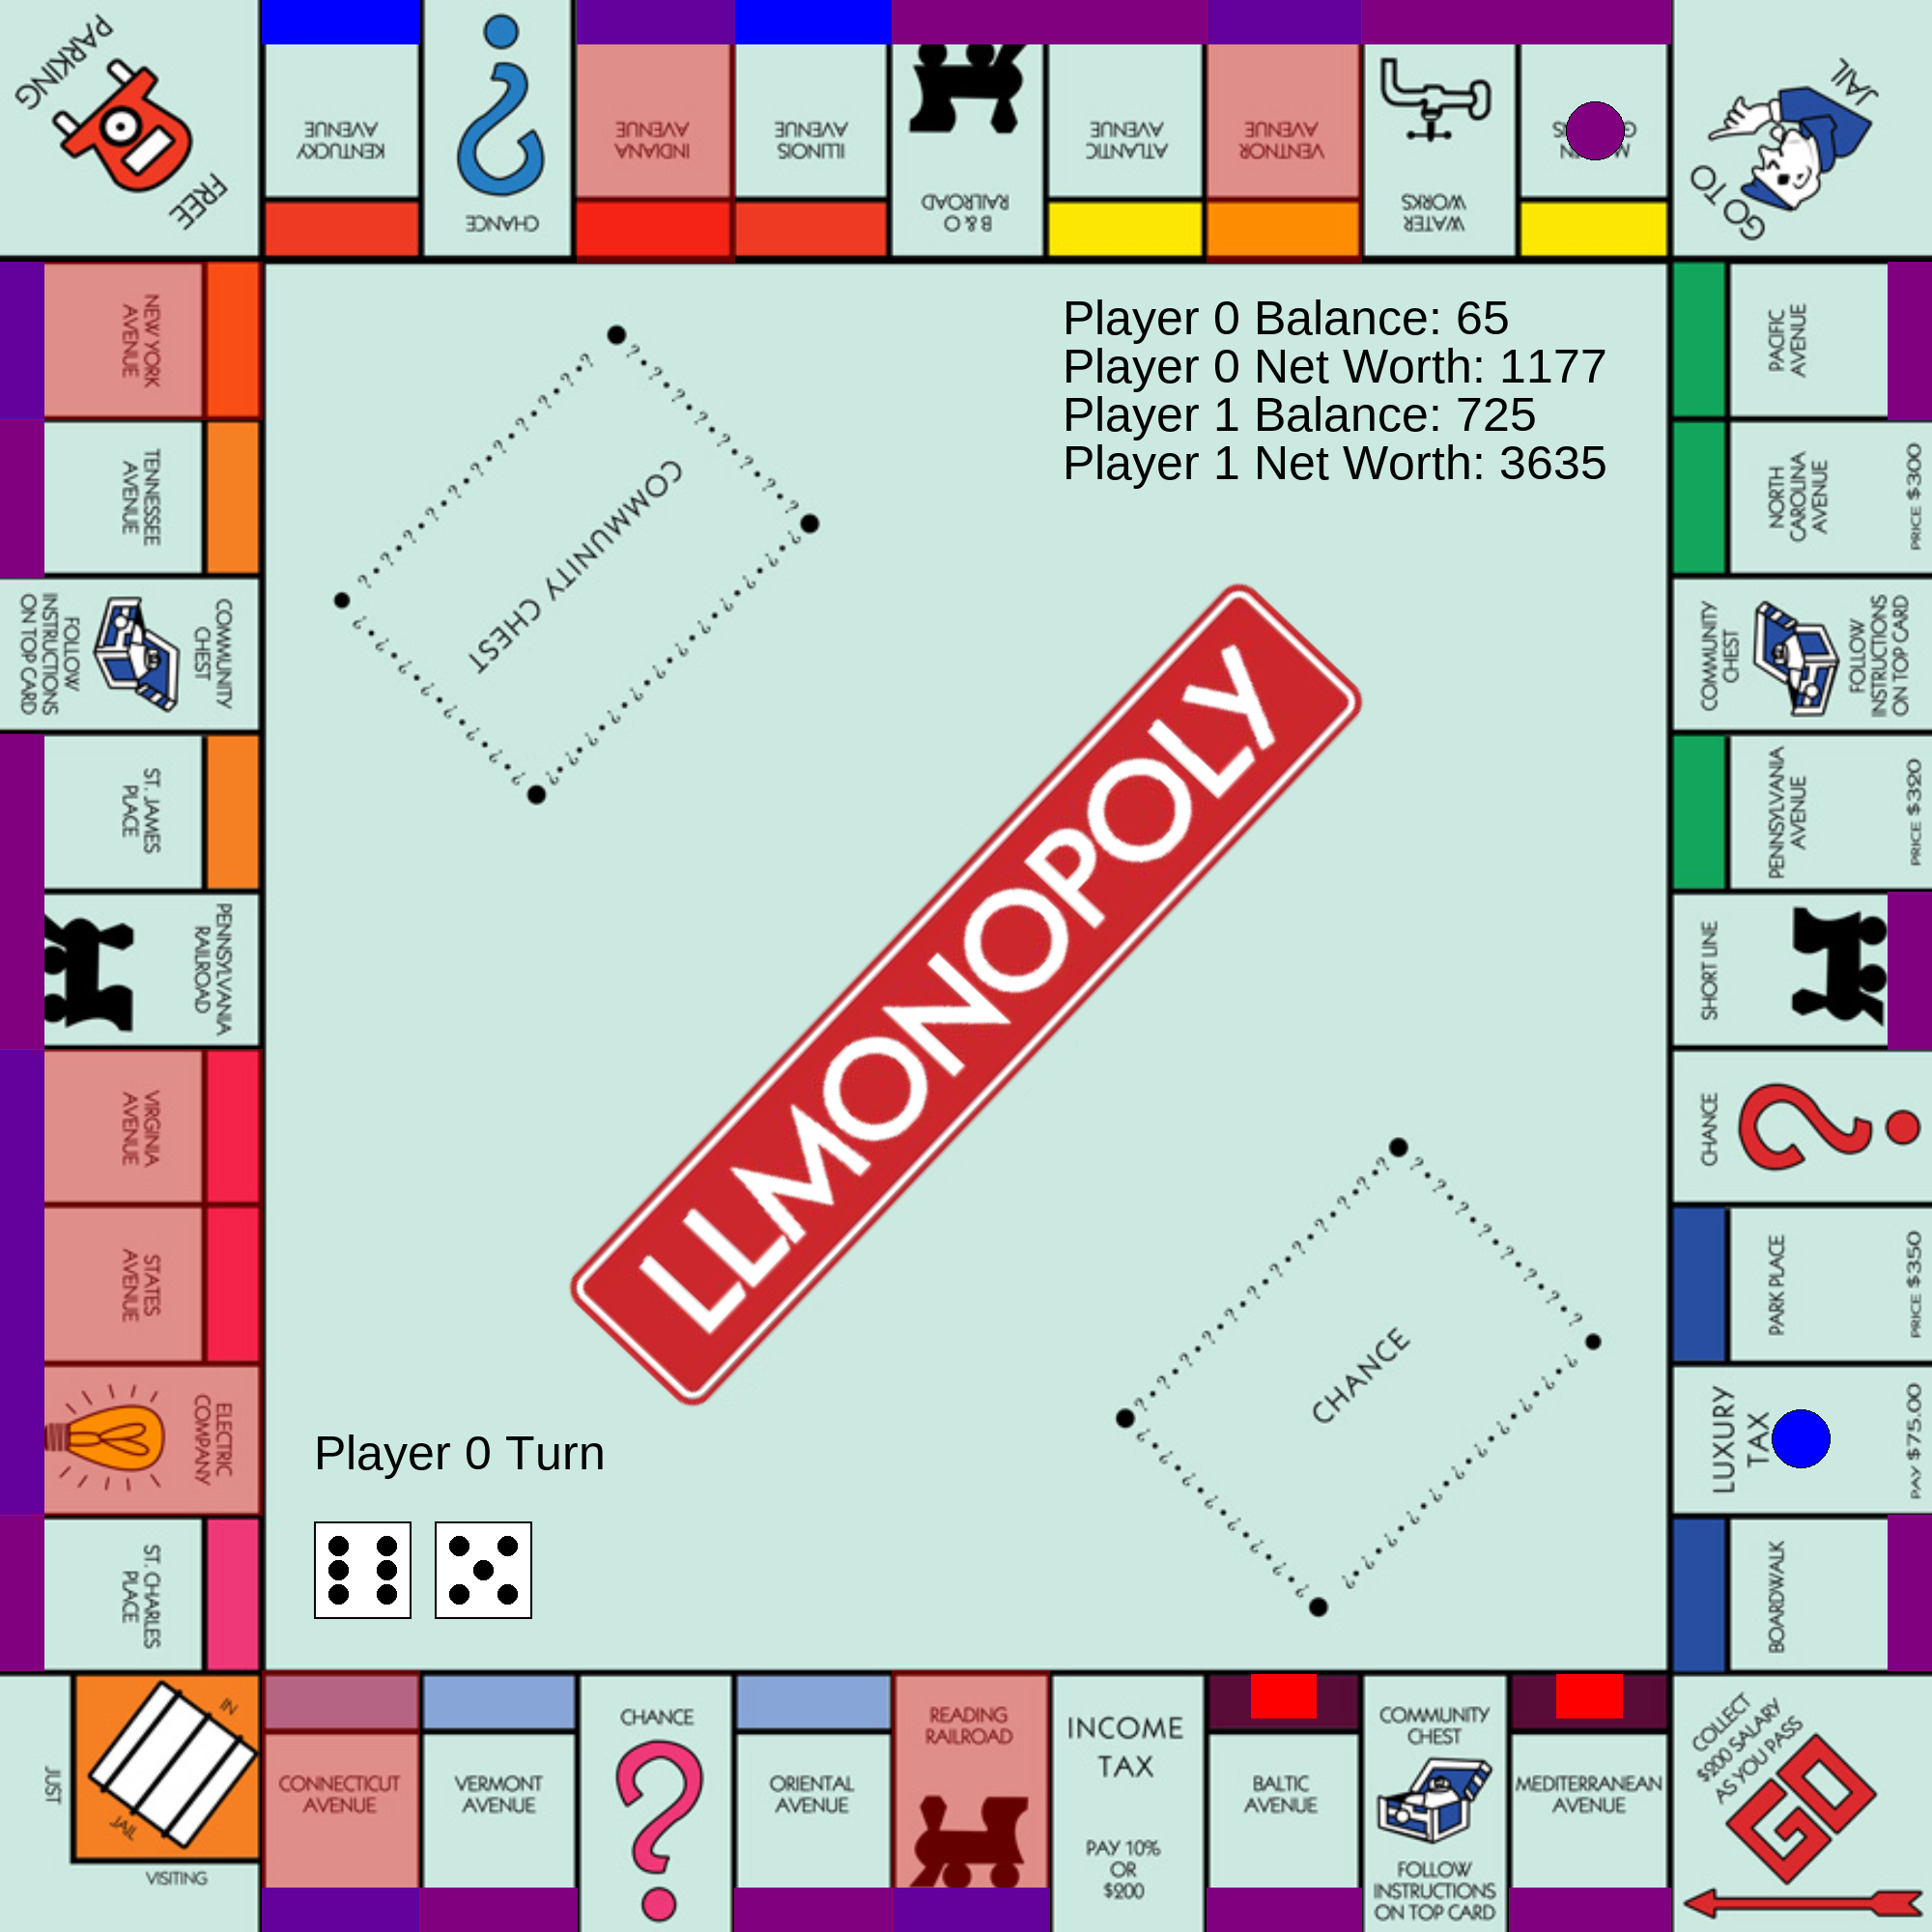 PARKING
FREE
KENTUCKY
AVENUE
CHANCE
INDIANA
AVENUE
ILLINOIS
AVENUE
B & O
RAILROAD
ATLANTIC
AVENUE
VENTNOR
AVENUE
WATER
WORKS
GO TO
JAIL
NEW YORK
AVENUE
TENNESSEE
AVENUE
COMMUNITY
CHEST
FOLLOW
INSTRUCTIONS
ON TOP CARD
ST. JAMES
PLACE
PENNSYLVANIA
RAILROAD
VIRGINIA
AVENUE
STATES
AVENUE
ELECTRIC
COMPANY
ST. CHARLES
PLACE
Player 0 Balance: 65
Player 0 Net Worth: 1177
Player 1 Balance: 725
Player 1 Net Worth: 3635
COMMUNITY CHEST
LLMONOPOLY
CHANCE
Player 0 Turn
PACIFIC
AVENUE
NORTH
CAROLINA
AVENUE
PRICE $300
COMMUNITY
CHEST
FOLLOW
INSTRUCTIONS
ON TOP CARD
PENNSYLVANIA
AVENUE
PRICE $320
SHORT LINE
CHANCE
PARK PLACE
PRICE $350
LUXURY
TAX
PAY $75.00
BOARDWALK
JUST
VISITING
IN
JAIL
CONNECTICUT
AVENUE
VERMONT
AVENUE
CHANCE
ORIENTAL
AVENUE
READING
RAILROAD
INCOME
TAX
PAY 10%
OR
$200
BALTIC
AVENUE
COMMUNITY
CHEST
FOLLOW
INSTRUCTIONS
ON TOP CARD
MEDITERRANEAN
AVENUE
COLLECT
$200 SALARY
AS YOU PASS
GO